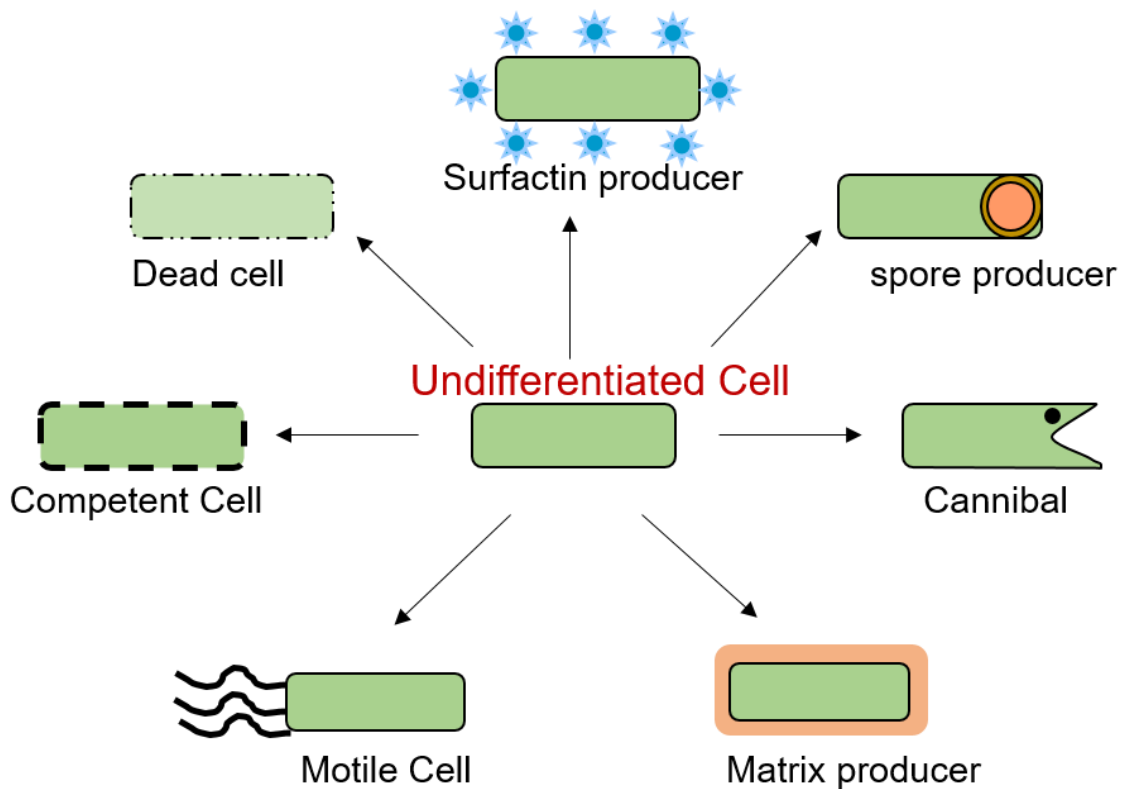 Surfactin producer
Dead cell
spore producer
Undifferentiated Cell
Competent Cell
Cannibal
Motile Cell
Matrix producer